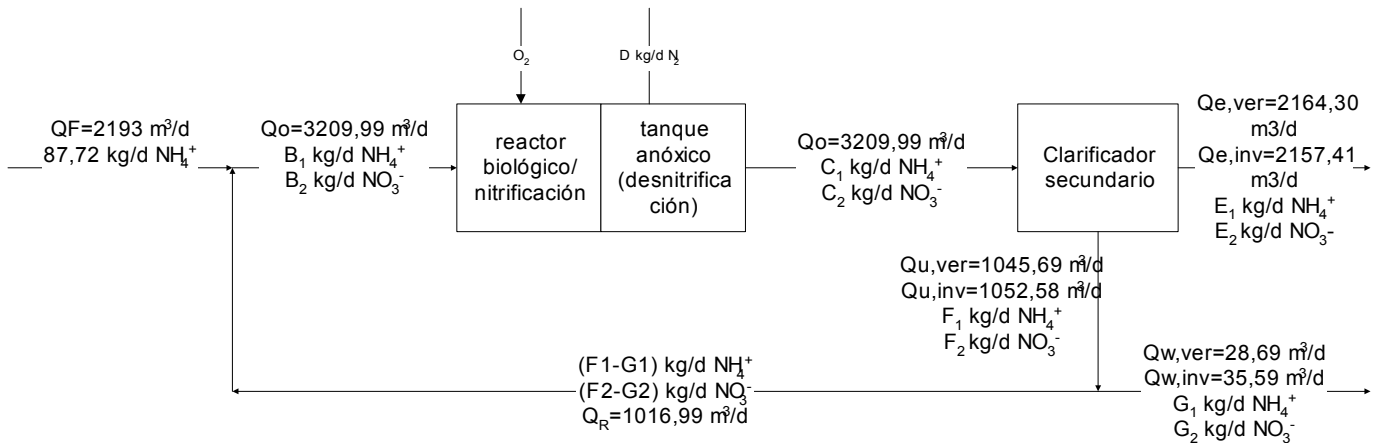 O₂
D kg/d N₂
QF=2193 m³/d
87,72 kg/d NH₄⁺
Qo=3209,99 m³/d
B₁ kg/d NH₄⁺
B₂ kg/d NO₃⁻
reactor
biológico/
nitrificación
tanque
anóxico
(desnitrifica
ción)
Qo=3209,99 m³/d
C₁ kg/d NH₄⁺
C₂ kg/d NO₃⁻
Clarificador
secundario
Qe,ver=2164,30
m3/d
Qe,inv=2157,41
m3/d
E₁ kg/d NH₄⁺
E₂ kg/d NO₃-
Qu,ver=1045,69 m³/d
Qu,inv=1052,58 m³/d
F₁ kg/d NH₄⁺
F₂ kg/d NO₃⁻
(F1-G1) kg/d NH₄⁺
(F2-G2) kg/d NO₃⁻
Q_R=1016,99 m³/d
Qw,ver=28,69 m³/d
Qw,inv=35,59 m³/d
G₁ kg/d NH₄⁺
G₂ kg/d NO₃⁻